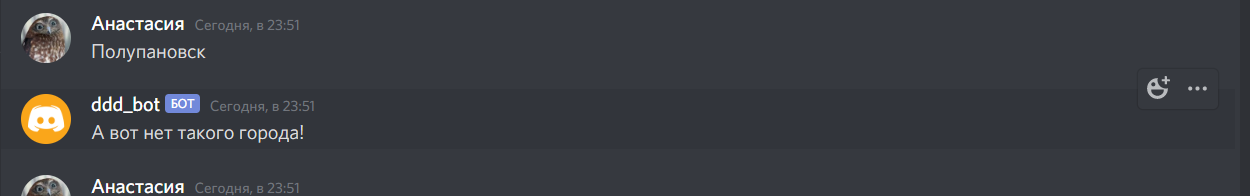 Анастасия Сегодня, в 23:51
Полупановск
ddd_bot БОТ Сегодня, в 23:51
А вот нет такого города!
Анастасия Сегодня, в 23:51